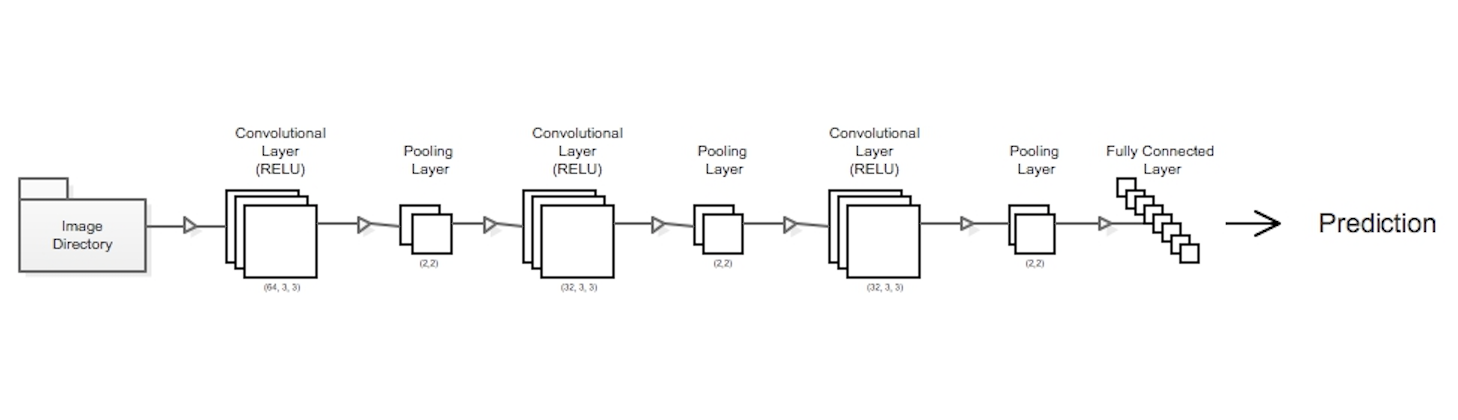 Image
Directory
Convolutional
Layer
(RELU)
(64, 3, 3)
Pooling
Layer
(2,2)
Convolutional
Layer
(RELU)
(32, 3, 3)
Pooling
Layer
(2,2)
Convolutional
Layer
(RELU)
(32, 3, 3)
Pooling
Layer
(2,2)
Fully Connected
Layer
Prediction